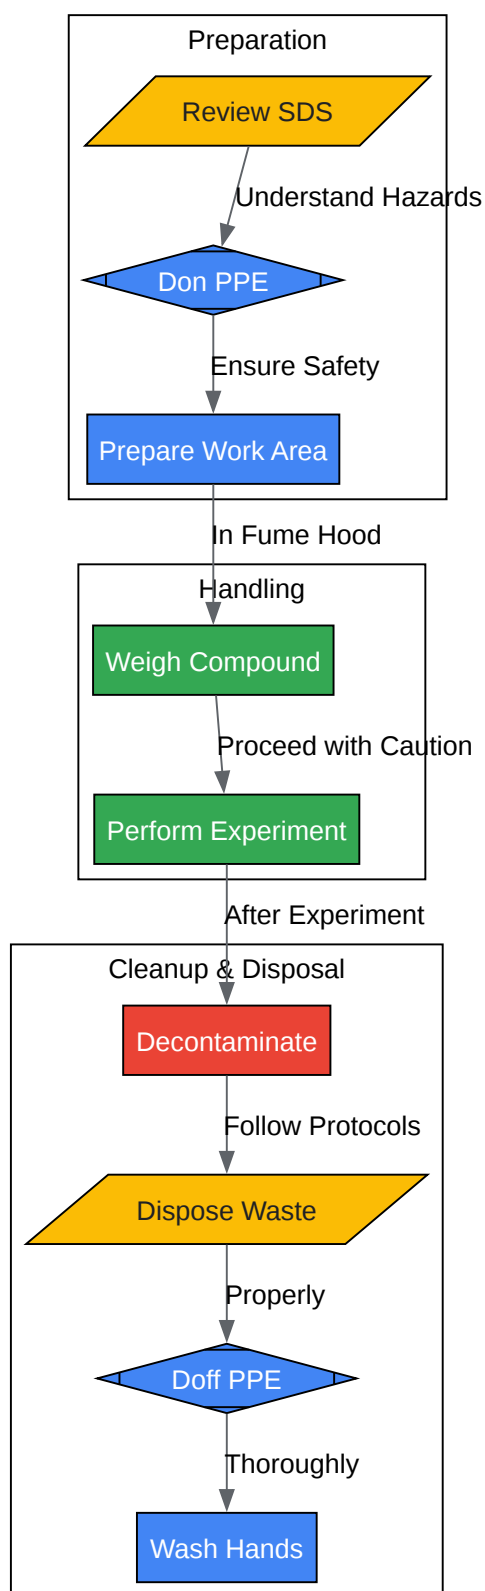 Preparation
Review SDS
Understand Hazards
Don PPE
Ensure Safety
Prepare Work Area
In Fume Hood
Handling
Weigh Compound
Proceed with Caution
Perform Experiment
After Experiment
Cleanup & Disposal
Decontaminate
Follow Protocols
Dispose Waste
Properly
Doff PPE
Thoroughly
Wash Hands